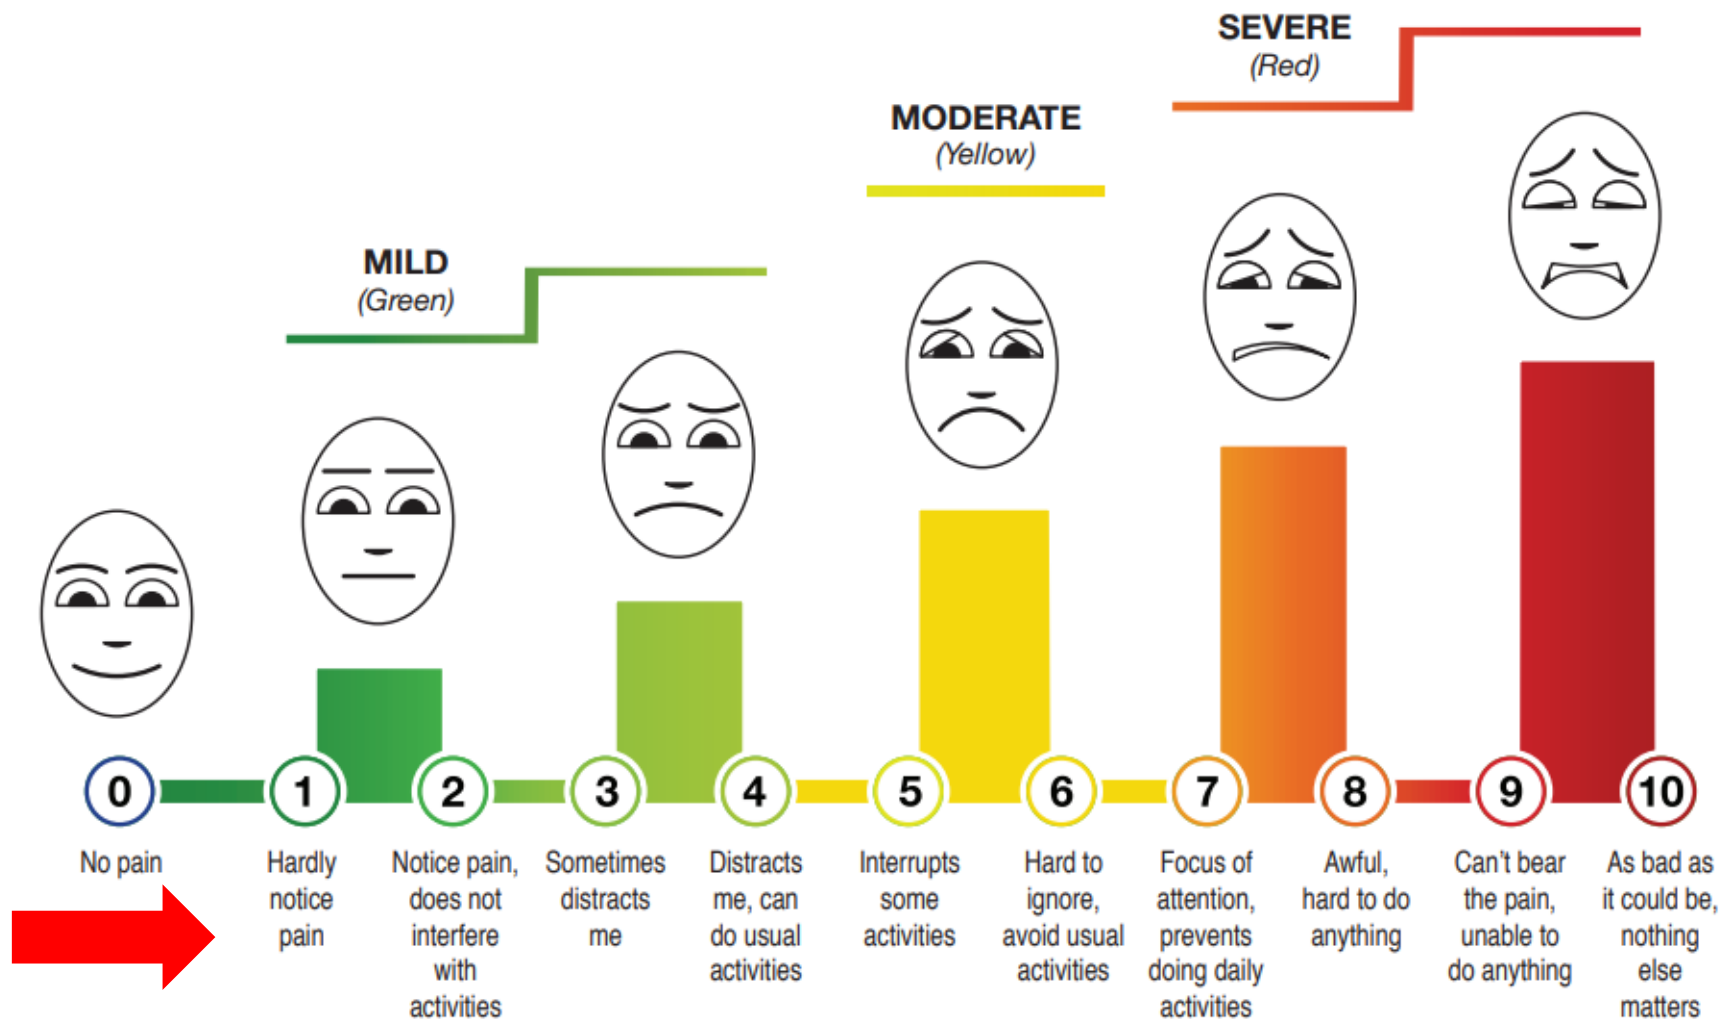 SEVERE
(Red)
MODERATE
(Yellow)
MILD
(Green)
0
1
2
3
4
5
6
7
8
9
10
No pain
Hardly
notice
pain
Notice pain,
does not
interfere
with
activities
Sometimes
distracts
me
Distracts
me, can
do usual
activities
Interrupts
some
activities
Hard to
ignore,
avoid usual
activities
Focus of
attention,
prevents
doing daily
activities
Awful,
hard to do
anything
Can't bear
the pain,
unable to
do anything
As bad as
it could be,
nothing
else
matters